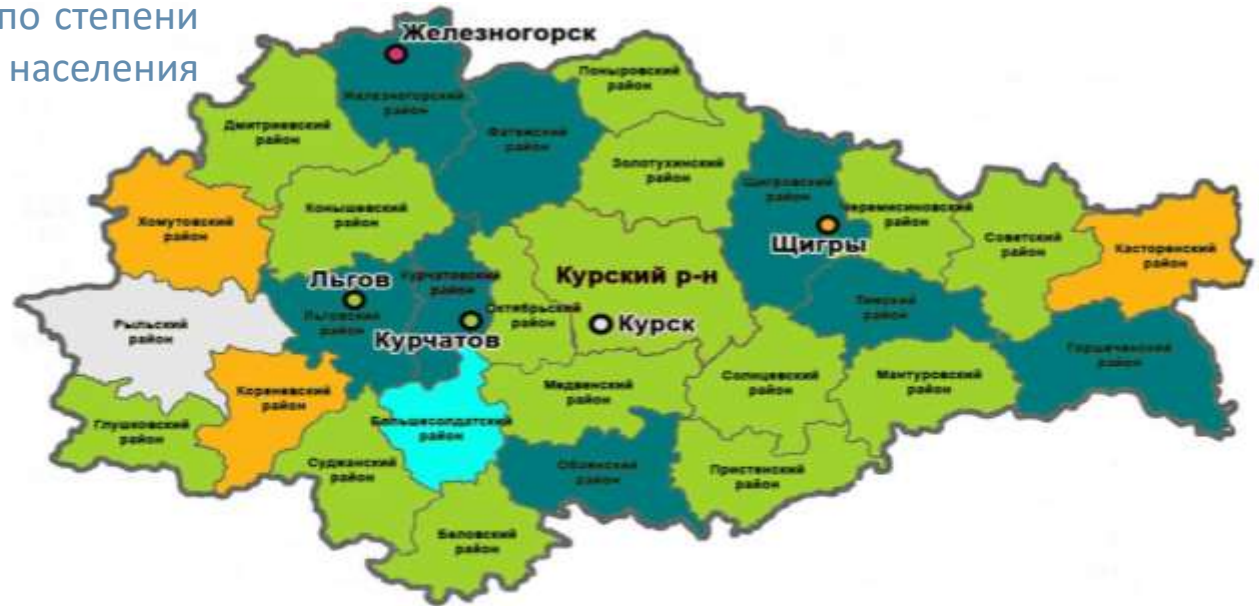 по степени
населения
Железногорск
Поныровский
район
Железногорский
район
Дмитриевский
район
Фатежский
район
Золотухинский
район
Щигровский
район
Черемисиновский
район
Хомутовский
район
Конышевский
район
Советский
район
Касторенский
район
Щигры
Льгов
Курчатовский
район
Курский р-н
Тимский
район
Рыльский
район
Льговский
район
Октябрьский
район
Курск
Курчатов
Горшеченский
район
Кореневский
район
Медвенский
район
Солнцевский
район
Мантуровский
район
Глушковский
район
Большесолдатский
район
Суджанский
район
Обоянский
район
Пристенский
район
Беловский
район